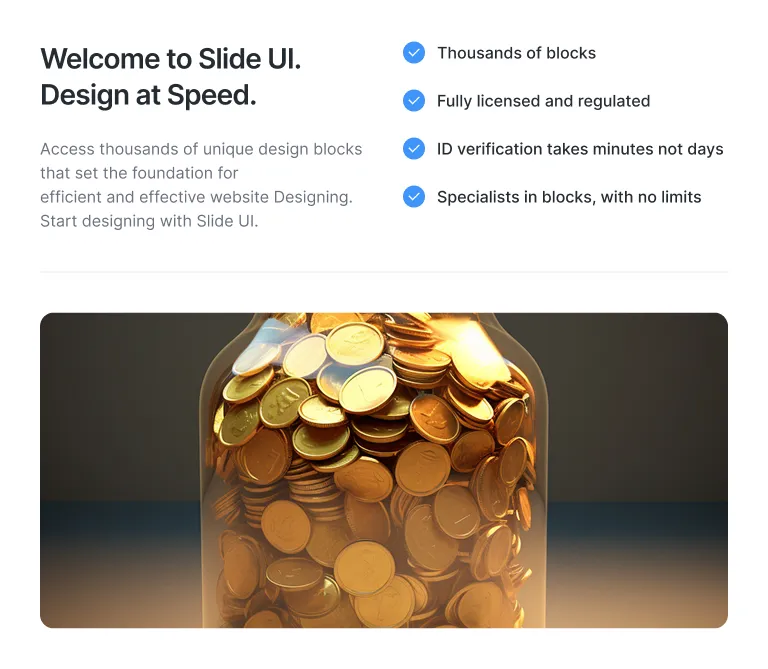 Welcome to Slide UI.
Design at Speed.
Access thousands of unique design blocks
that set the foundation for
efficient and effective website Designing.
Start designing with Slide UI.
Thousands of blocks
Fully licensed and regulated
ID verification takes minutes not days
Specialists in blocks, with no limits